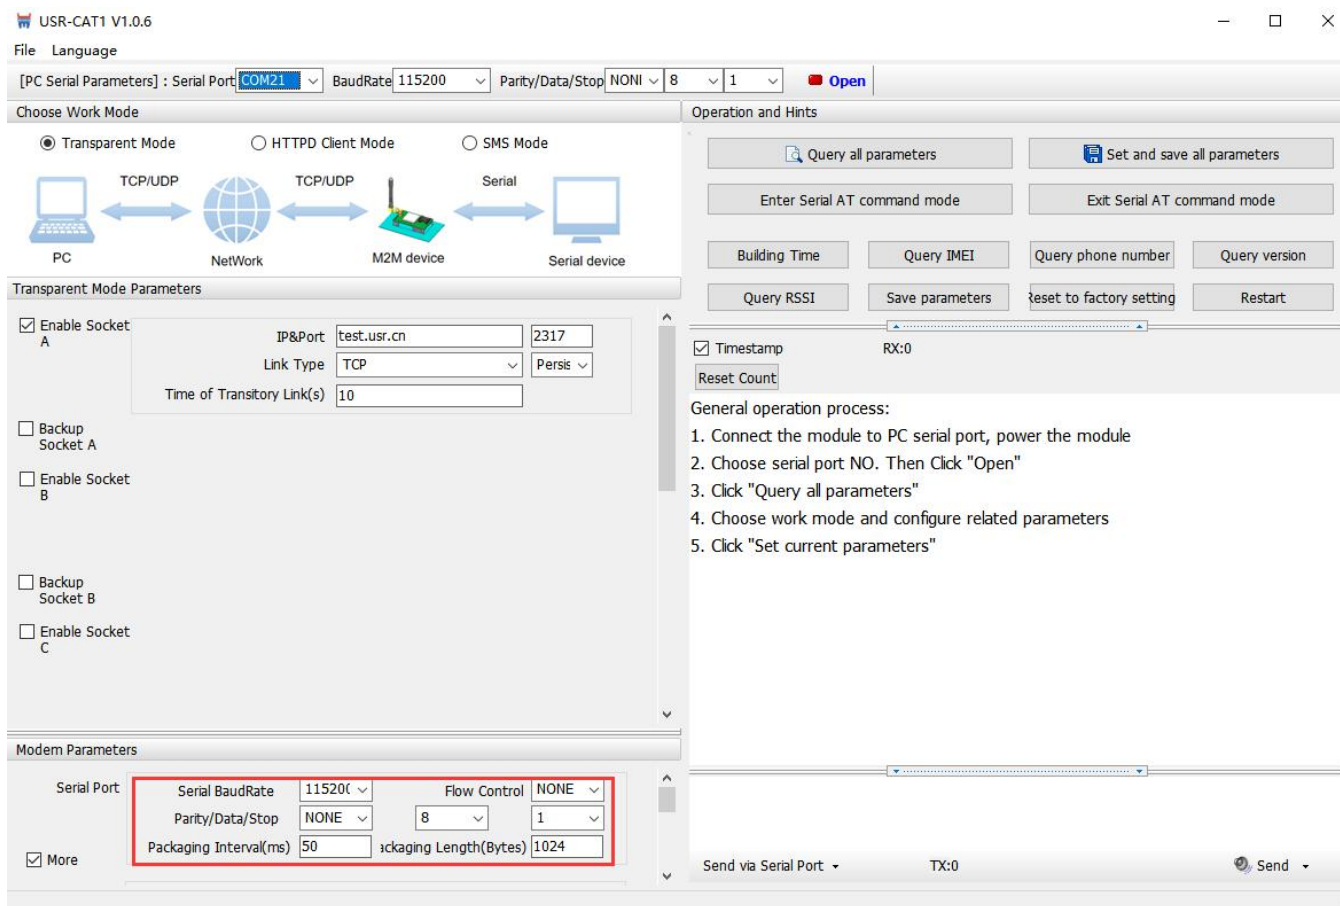 USR-CAT1 V1.0.6
File Language
[PC Serial Parameters] : Serial Port COM21 BaudRate 115200 Parity/Data/Stop NONI 8 1 Open
Choose Work Mode
Transparent Mode HTTPD Client Mode SMS Mode
TCP/UDP TCP/UDP Serial
PC NetWork M2M device Serial device
Transparent Mode Parameters
Enable Socket
A
IP&Port test.usr.cn 2317
Link Type TCP Persis
Time of Transitory Link(s) 10
Backup
Socket A
Enable Socket
B
Backup
Socket B
Enable Socket
C
Modem Parameters
Serial Port
Serial BaudRate 11520( Flow Control NONE
Parity/Data/Stop NONE 8 1
Packaging Interval(ms) 50 ackaging Length(Bytes) 1024
More
Operation and Hints
Query all parameters Set and save all parameters
Enter Serial AT command mode Exit Serial AT command mode
Building Time Query IMEI Query phone number Query version
Query RSSI Save parameters Reset to factory setting Restart
Timestamp RX:0
Reset Count
General operation process:
1. Connect the module to PC serial port, power the module
2. Choose serial port NO. Then Click "Open"
3. Click "Query all parameters"
4. Choose work mode and configure related parameters
5. Click "Set current parameters"
Send via Serial Port TX:0 Send